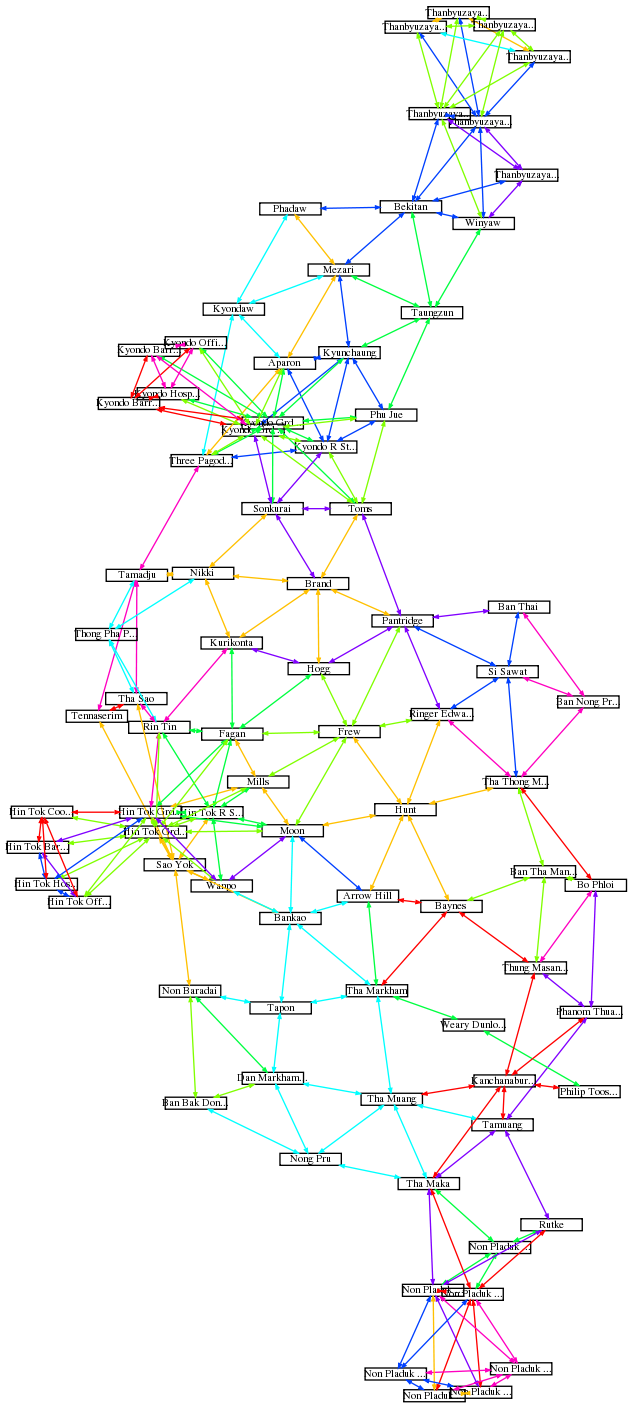 Thanbyuzaya...
Thanbyuzaya...
Thanbyuzaya...
Thanbyuzaya...
Thanbyuzaya...
Thanbyuzaya...
Thanbyuzaya...
Phadaw
Bekitan
Winyaw
Mezari
Kyondaw
Taungzun
Kyondo Offi...
Kyondo Barr...
Kyunchaung
Aparon
Kyondo Hosp...
Kyondo Barr...
Phu Jue
Kyondo Grd...
Kyondo Grd ...
Kyondo R St...
Three Pagod...
Sonkurai
Toms
Tamadju
Nikki
Brand
Ban Thai
Pantridge
Thong Pha P...
Kurikonta
Hogg
Si Sawat
Tha Sao
Ban Nong Pr...
Tennaserim
Ringer Edwa...
Rin Tin
Fagan
Frew
Mills
Tha Thong M...
Hin Tok Coo...
Hin Tok Grd...
Hin Tok R S...
Hunt
Hin Tok Grd...
Moon
Hin Tok Bar...
Sao Yok
Ban Tha Man...
Hin Tok Hos...
Wanpo
Bo Phloi
Hin Tok Off...
Arrow Hill
Baynes
Bankao
Thung Masan...
Non Baradai
Tha Markham
Tapon
Phanom Thua...
Weary Dunlo...
Dan Markham...
Kanchanabur...
Philip Toos...
Ban Bak Don...
Tha Muang
Tamuang
Nong Pru
Tha Maka
Rutke
Non Pladuk ...
Non Pladuk ...
Non Pladuk ...
Non Pladuk ...
Non Pladuk ...
Non Pladuk ...
Non Pladuk ...